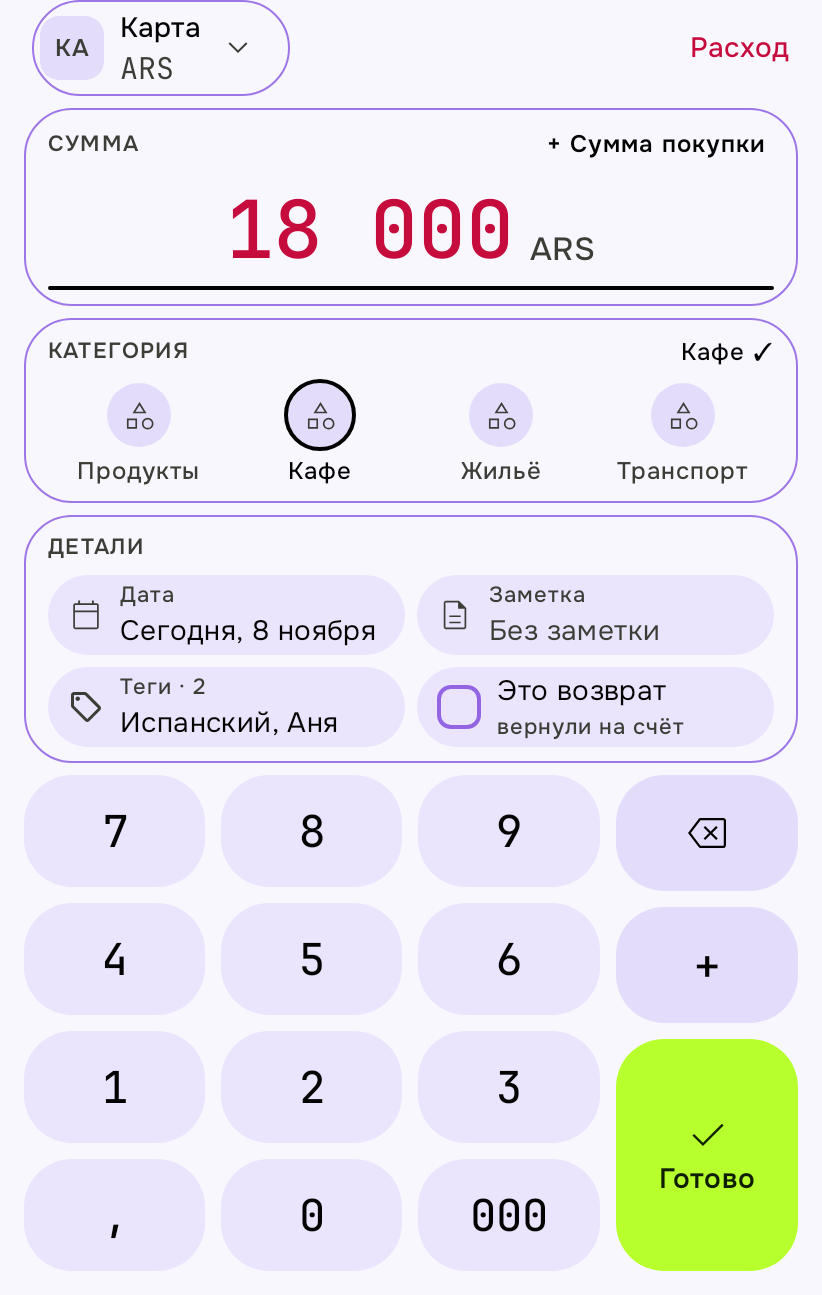 КА
Карта
ARS
Расход
СУММА
+ Сумма покупки
18 000 ARS
КАТЕГОРИЯ
Кафе ✓
Продукты
Кафе
Жильё
Транспорт
ДЕТАЛИ
Дата
Сегодня, 8 ноября
Заметка
Без заметки
Теги · 2
Испанский, Аня
Это возврат
вернули на счёт
7 8 9
4 5 6 +
1 2 3
Готово
, 0 000